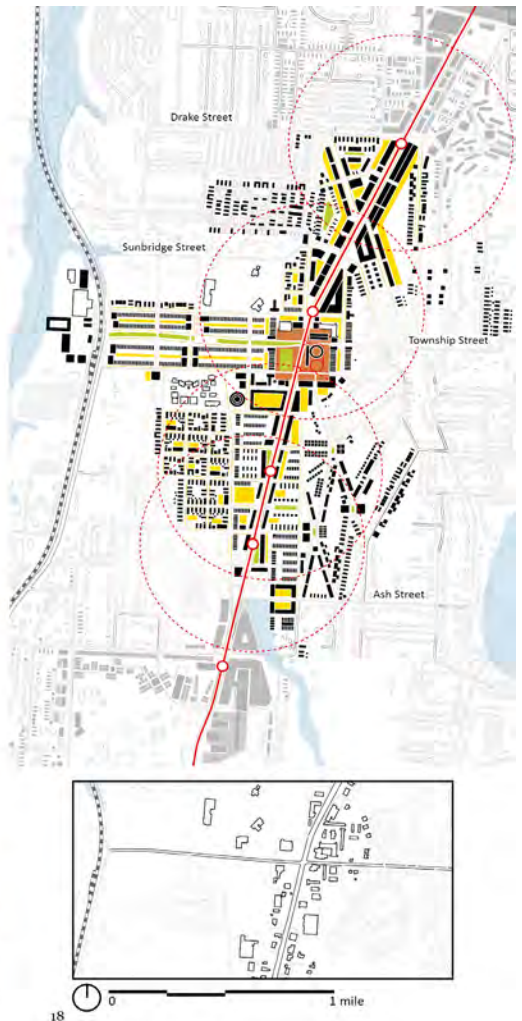 Drake Street
Sunbridge Street
Township Street
Ash Street
0
1 mile
18